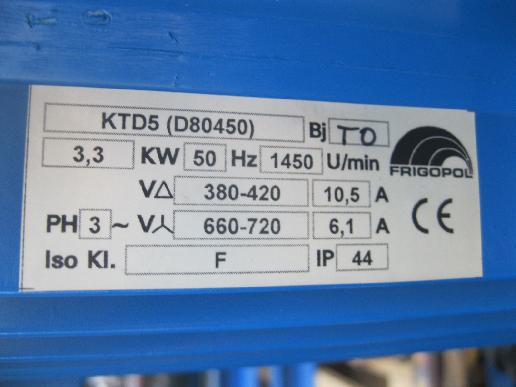 KTD5 (D80450) Bj TO
3,3 KW 50 Hz 1450 U/min
FRIGOPOL
V△ 380-420 10,5 A
PH 3 ~ V⅄ 660-720 6,1 A
CE
Iso Kl. F IP 44